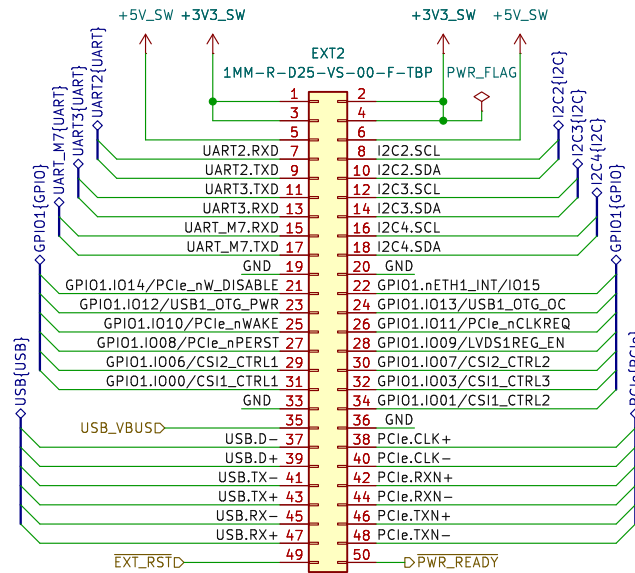 +5V_SW +3V3_SW +3V3_SW +5V_SW
EXT2
1MM-R-D25-VS-00-F-TBP PWR_FLAG
UART2{UART}
UART3{UART}
UART_M7{UART}
GPIO1{GPIO}
USB{USB}
I2C2{I2C}
I2C3{I2C}
I2C4{I2C}
GPIO1{GPIO}
1 2
3 4
5 6
UART2.RXD 7 8 I2C2.SCL
UART2.TXD 9 10 I2C2.SDA
UART3.TXD 11 12 I2C3.SCL
UART3.RXD 13 14 I2C3.SDA
UART_M7.RXD 15 16 I2C4.SCL
UART_M7.TXD 17 18 I2C4.SDA
GND 19 20 GND
GPIO1.IO14/PCIe_nW_DISABLE 21 22 GPIO1.nETH1_INT/IO15
GPIO1.IO12/USB1_OTG_PWR 23 24 GPIO1.IO13/USB1_OTG_OC
GPIO1.IO10/PCIe_nWAKE 25 26 GPIO1.IO11/PCIe_nCLKREQ
GPIO1.IO08/PCIe_nPERST 27 28 GPIO1.IO09/LVDS1REG_EN
GPIO1.IO06/CSI2_CTRL1 29 30 GPIO1.IO07/CSI2_CTRL2
GPIO1.IO00/CSI1_CTRL1 31 32 GPIO1.IO03/CSI1_CTRL3
GND 33 34 GPIO1.IO01/CSI1_CTRL2
USB_VBUS 35 36 GND
USB.D- 37 38 PCIe.CLK+
USB.D+ 39 40 PCIe.CLK-
USB.TX- 41 42 PCIe.RXN+
USB.TX+ 43 44 PCIe.RXN-
USB.RX- 45 46 PCIe.TXN+
USB.RX+ 47 48 PCIe.TXN-
EXT_RST 49 50 PWR_READY